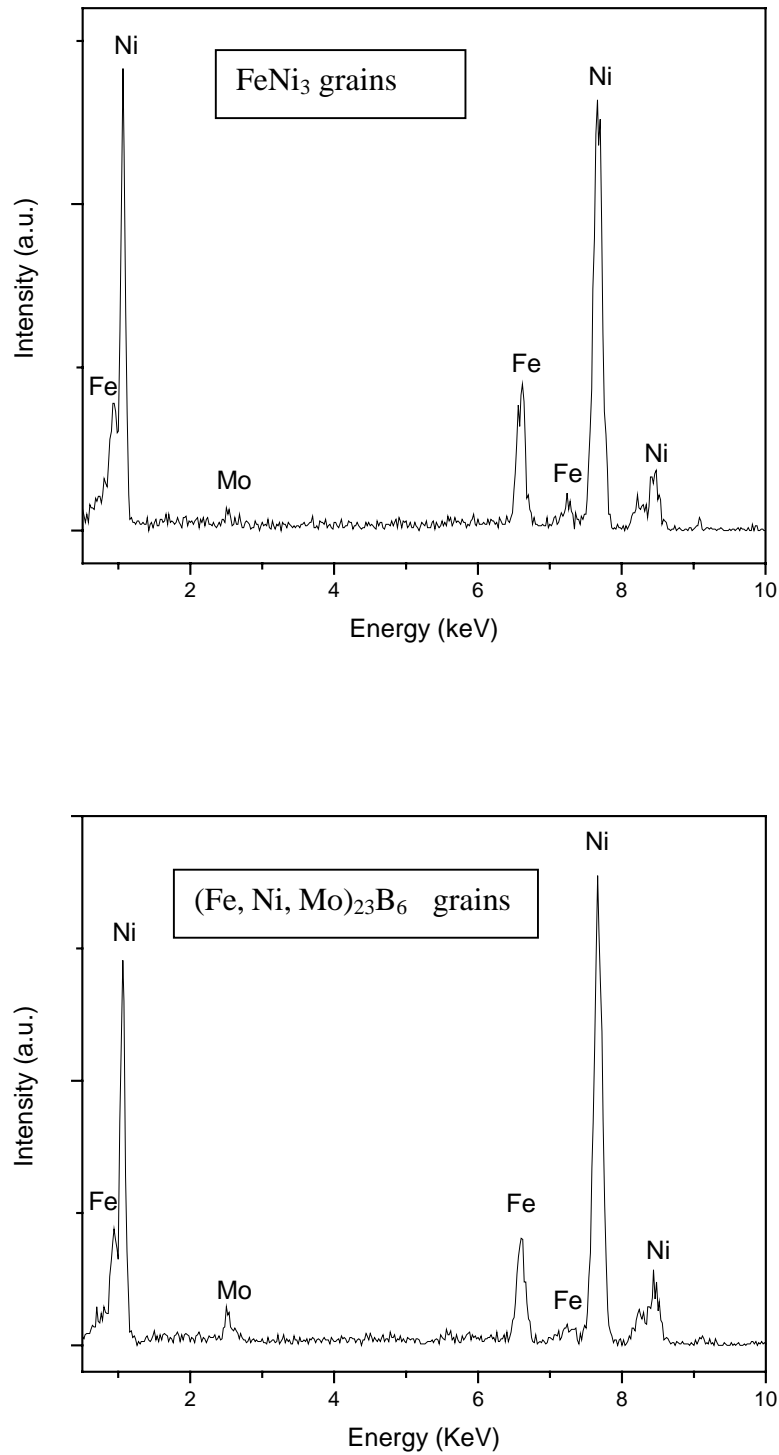 Ni
FeNi₃ grains
Ni
Fe
Fe
Mo
Fe
Ni
Intensity (a.u.)
2 4 6 8 10
Energy (keV)
Ni
(Fe, Ni, Mo)₂₃B₆ grains
Ni
Fe
Fe
Mo
Fe
Ni
Intensity (a.u.)
2 4 6 8 10
Energy (KeV)